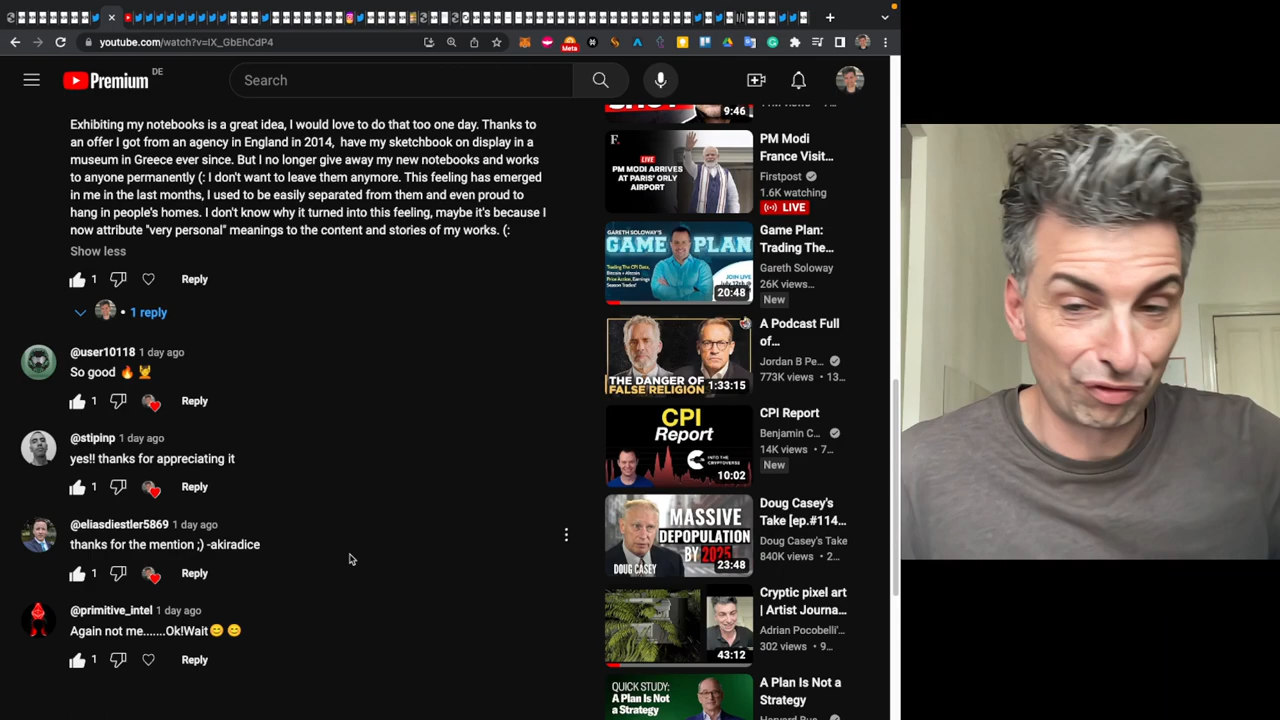 youtube.com/watch?v=IX_GbEhCdP4
meta
Premium DE
Search
Exhibiting my notebooks is a great idea, I would love to do that too one day. Thanks to
an offer I got from an agency in England in 2014, have my sketchbook on display in a
museum in Greece ever since. But I no longer give away my new notebooks and works
to anyone permanently (: I don't want to leave them anymore. This feeling has emerged
in me in the last months, I used to be easily separated from them and even proud to
hang in people's homes. I don't know why it turned into this feeling, maybe it's because I
now attribute "very personal" meanings to the content and stories of my works. (:
Show less
1
Reply
1 reply
@user10118 1 day ago
So good 🔥
1
Reply
@stipinp 1 day ago
yes!! thanks for appreciating it
1
Reply
@eliasdiestler5869 1 day ago
thanks for the mention ;) -akiradice
1
Reply
@primitive_intel 1 day ago
Again not me.......Ok!Wait😊 😊
1
Reply
9:46
LIVE
PM MODI
ARRIVES
AT PARIS' ORLY
AIRPORT
PM Modi
France Visit...
Firstpost
1.6K watching
LIVE
GARETH SOLOWAY'S
GAME PLAN
JOIN LIVE
20:48
Game Plan:
Trading The...
Gareth Soloway
26K views...
New
THE DANGER OF
FALSE RELIGION
1:33:15
A Podcast Full
of...
Jordan B Pe...
773K views • 13...
CPI
Report
INTO THE
CRYPTOVERSE
10:02
CPI Report
Benjamin C...
14K views • 7...
New
MASSIVE
DEPOPULATION
BY 2025
DOUG CASEY
23:48
Doug Casey's
Take [ep.#114...
Doug Casey's Take
840K views • 2...
43:12
Cryptic pixel art
| Artist Journa...
Adrian Pocobelli'...
302 views • 9...
QUICK STUDY:
A Plan Is Not
a Strategy
A Plan Is Not a
Strategy